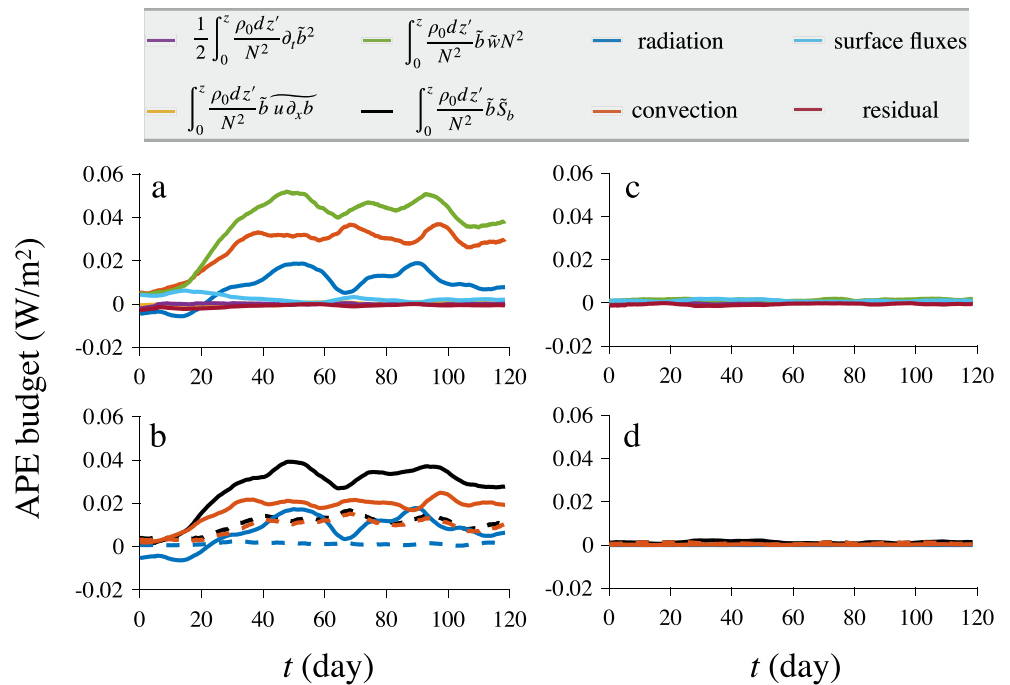 $\frac{1}{2}\int_0^z \frac{\rho_0 dz'}{N^2} \partial_t \tilde{b}^2$ $\int_0^z \frac{\rho_0 dz'}{N^2} \tilde{b}\,\tilde{w}N^2$ radiation surface fluxes
$\int_0^z \frac{\rho_0 dz'}{N^2} \tilde{b}\,\widetilde{u\,\partial_x b}$ $\int_0^z \frac{\rho_0 dz'}{N^2} \tilde{b}\tilde{S}_b$ convection residual
APE budget (W/m²)
a
0.06
0.04
0.02
0
-0.02
0 20 40 60 80 100 120
c
0.06
0.04
0.02
0
-0.02
0 20 40 60 80 100 120
b
0.06
0.04
0.02
0
-0.02
0 20 40 60 80 100 120
t (day)
d
0.06
0.04
0.02
0
-0.02
0 20 40 60 80 100 120
t (day)